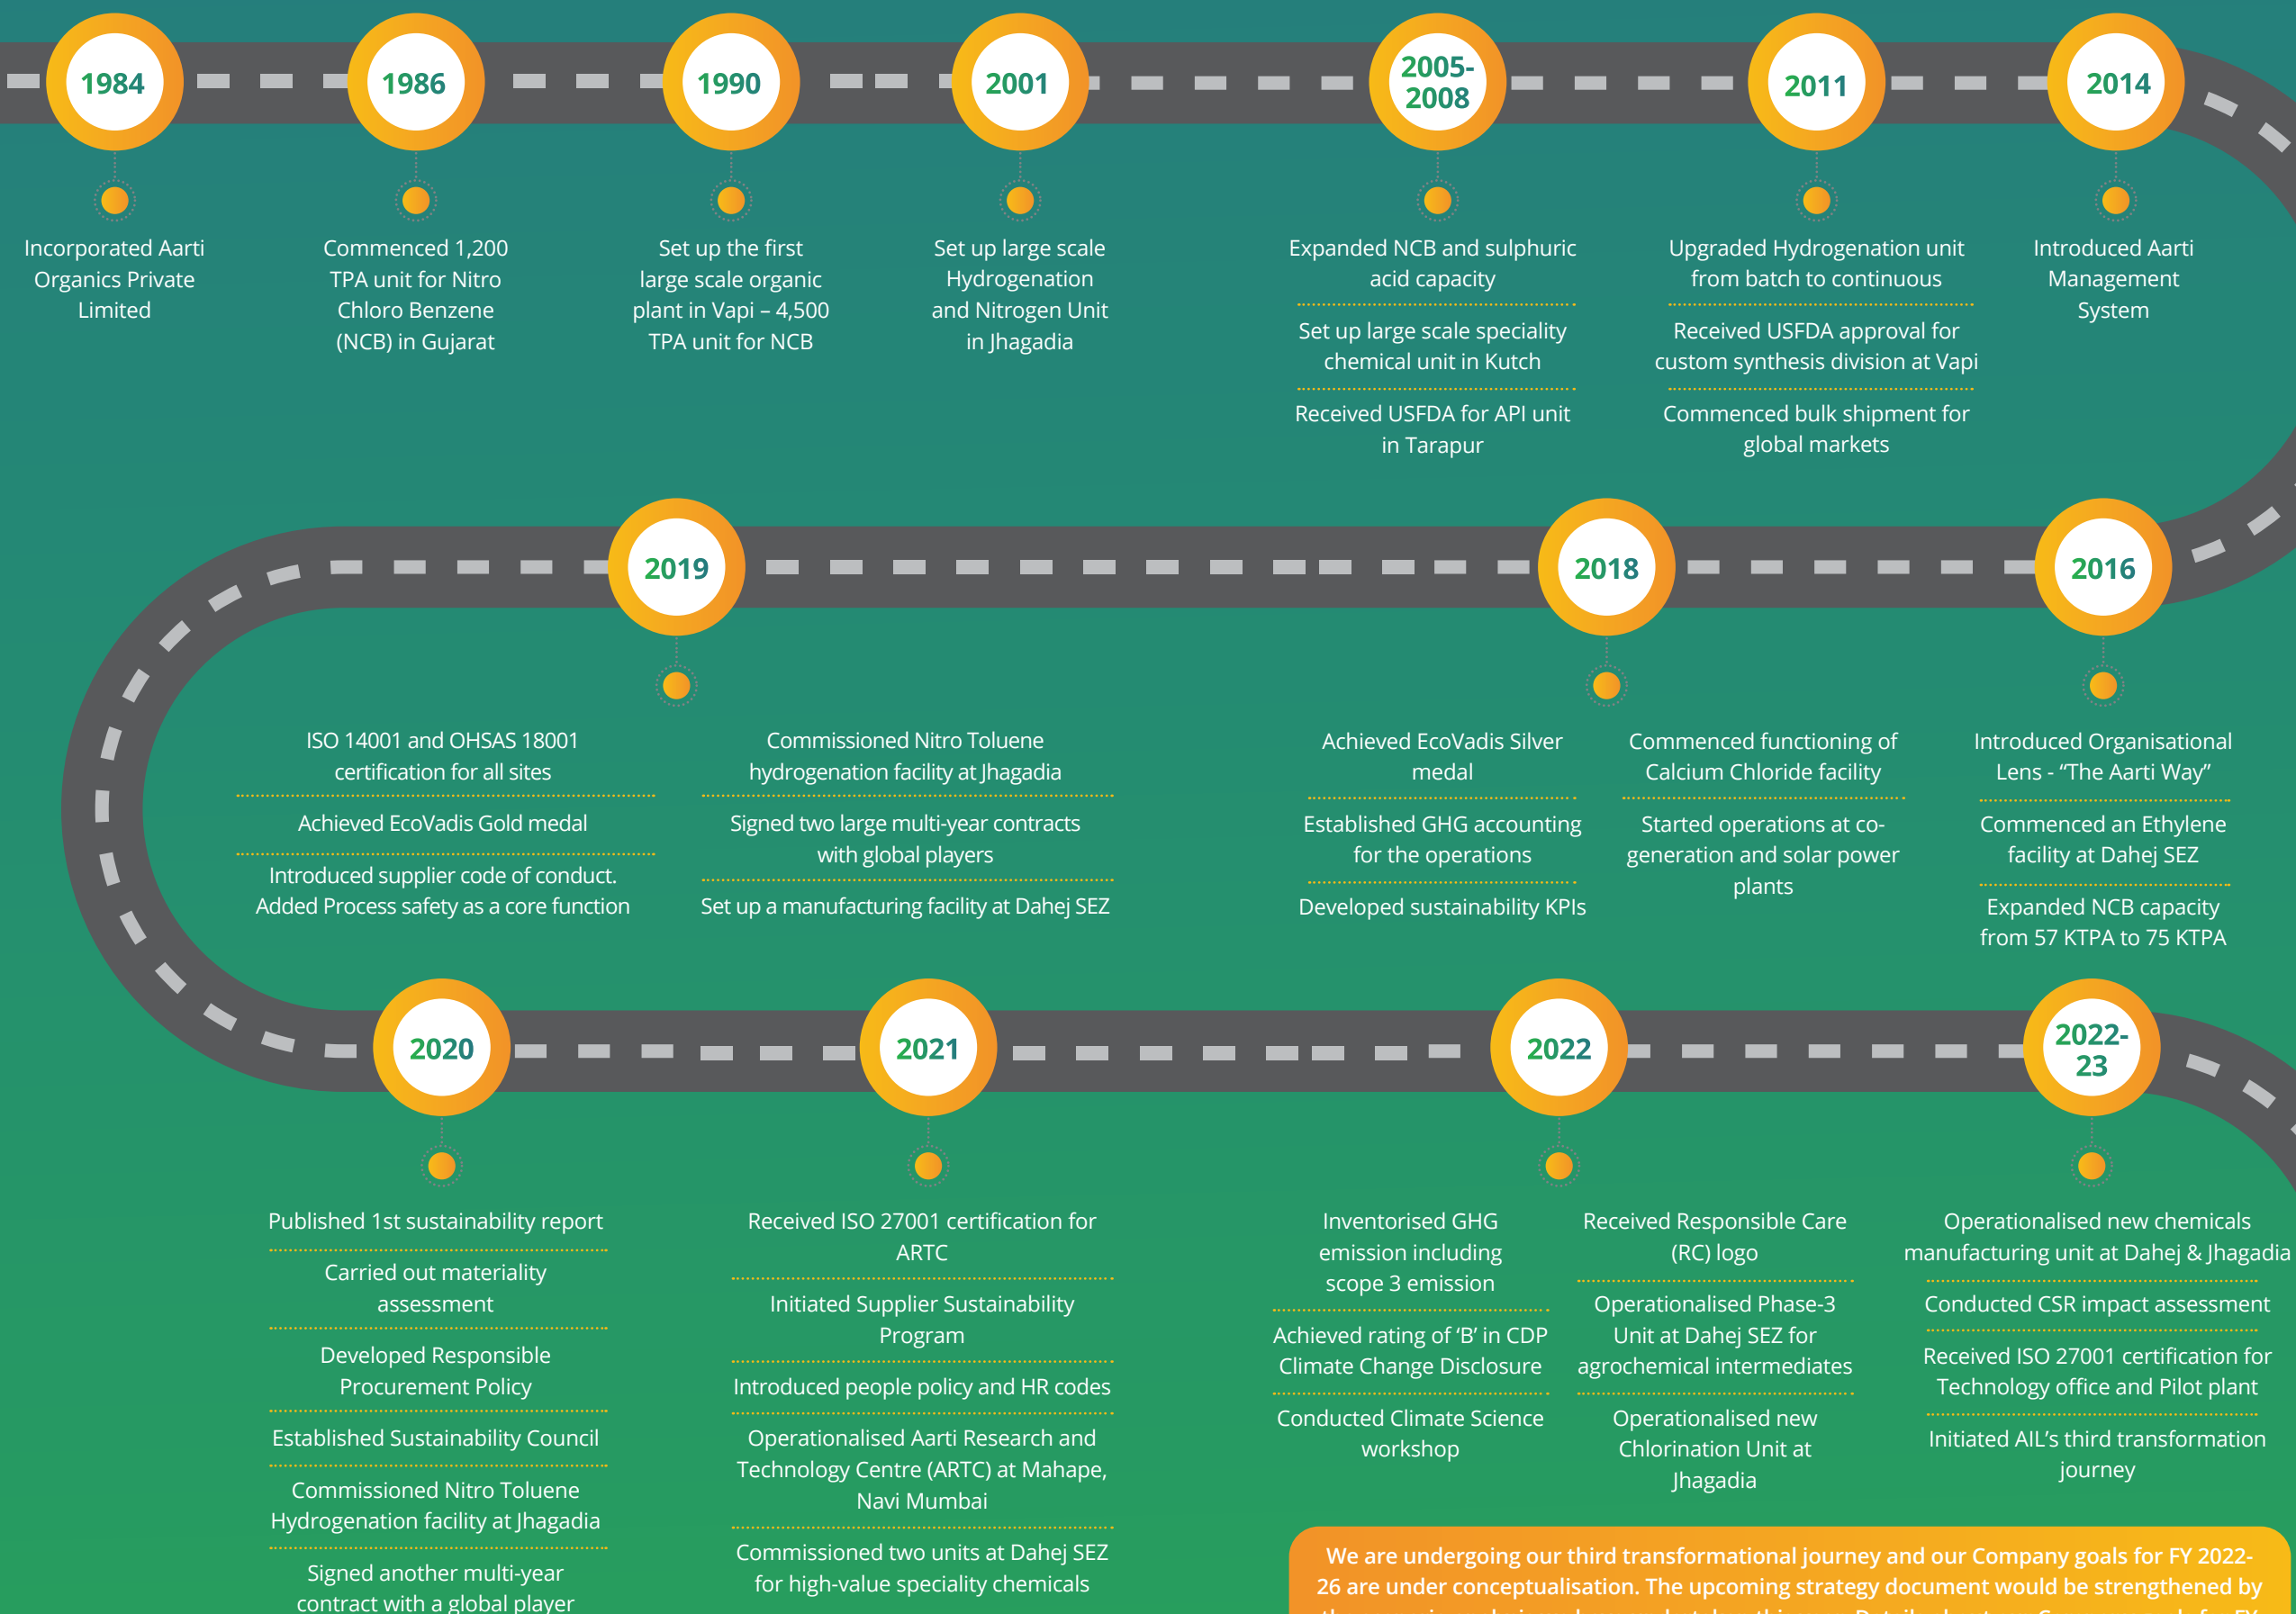 1984
Incorporated Aarti
Organics Private
Limited
1986
Commenced 1,200
TPA unit for Nitro
Chloro Benzene
(NCB) in Gujarat
1990
Set up the first
large scale organic
plant in Vapi – 4,500
TPA unit for NCB
2001
Set up large scale
Hydrogenation
and Nitrogen Unit
in Jhagadia
2005-
2008
Expanded NCB and sulphuric
acid capacity
Set up large scale speciality
chemical unit in Kutch
Received USFDA for API unit
in Tarapur
2011
Upgraded Hydrogenation unit
from batch to continuous
Received USFDA approval for
custom synthesis division at Vapi
Commenced bulk shipment for
global markets
2014
Introduced Aarti
Management
System
2016
Introduced Organisational
Lens - “The Aarti Way”
Commenced an Ethylene
facility at Dahej SEZ
Expanded NCB capacity
from 57 KTPA to 75 KTPA
2018
Achieved EcoVadis Silver
medal
Established GHG accounting
for the operations
Developed sustainability KPIs
Commenced functioning of
Calcium Chloride facility
Started operations at co-
generation and solar power
plants
2019
ISO 14001 and OHSAS 18001
certification for all sites
Achieved EcoVadis Gold medal
Introduced supplier code of conduct.
Added Process safety as a core function
Commissioned Nitro Toluene
hydrogenation facility at Jhagadia
Signed two large multi-year contracts
with global players
Set up a manufacturing facility at Dahej SEZ
2020
Published 1st sustainability report
Carried out materiality
assessment
Developed Responsible
Procurement Policy
Established Sustainability Council
Commissioned Nitro Toluene
Hydrogenation facility at Jhagadia
Signed another multi-year
contract with a global player
2021
Received ISO 27001 certification for
ARTC
Initiated Supplier Sustainability
Program
Introduced people policy and HR codes
Operationalised Aarti Research and
Technology Centre (ARTC) at Mahape,
Navi Mumbai
Commissioned two units at Dahej SEZ
for high-value speciality chemicals
2022
Inventorised GHG
emission including
scope 3 emission
Achieved rating of ‘B’ in CDP
Climate Change Disclosure
Conducted Climate Science
workshop
Received Responsible Care
(RC) logo
Operationalised Phase-3
Unit at Dahej SEZ for
agrochemical intermediates
Operationalised new
Chlorination Unit at
Jhagadia
2022-
23
Operationalised new chemicals
manufacturing unit at Dahej & Jhagadia
Conducted CSR impact assessment
Received ISO 27001 certification for
Technology office and Pilot plant
Initiated AIL’s third transformation
journey
We are undergoing our third transformational journey and our Company goals for FY 2022-
26 are under conceptualisation. The upcoming strategy document would be strengthened by